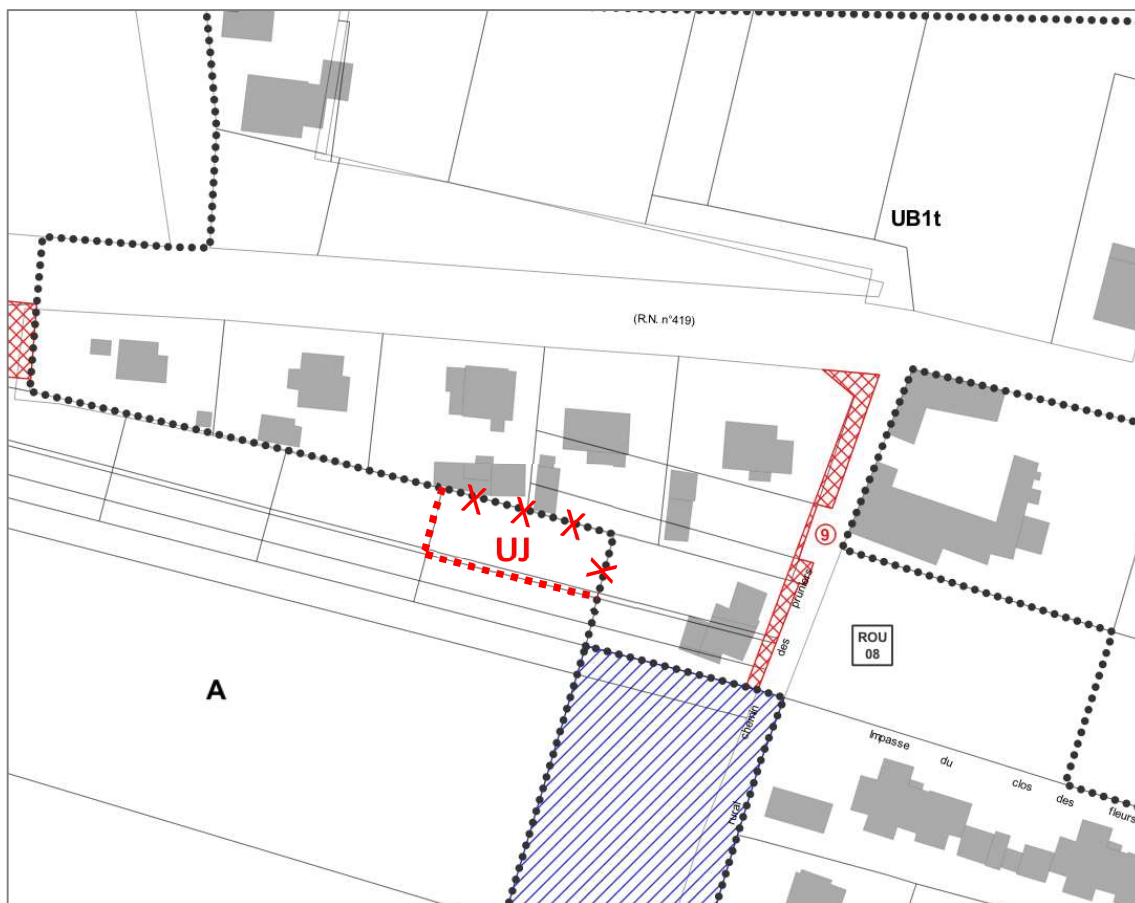 UB1t
(R.N. n°419)
X X X
UJ
X
9
pruniers
des
ROU
08
A
chemin
rural
Impasse
du
clos
des
fleurs